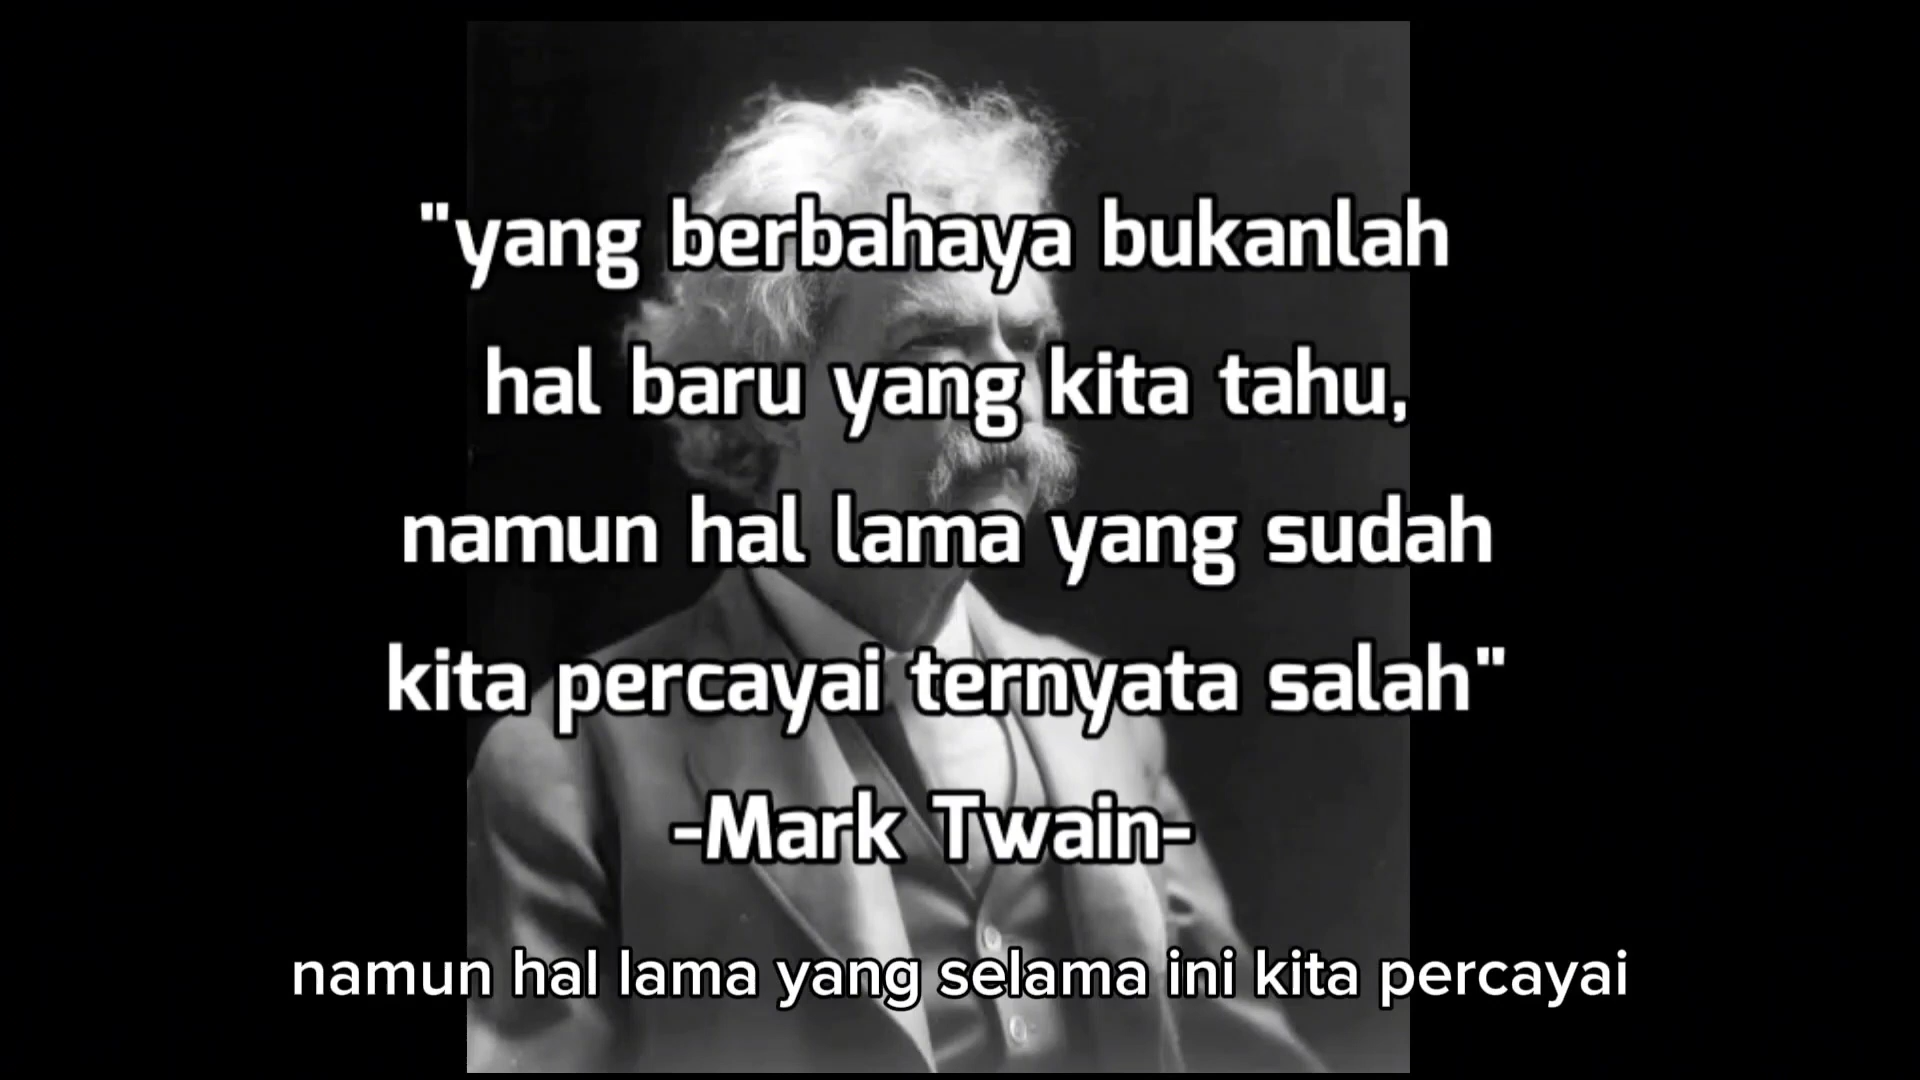 "yang berbahaya bukanlah
hal baru yang kita tahu,
namun hal lama yang sudah
kita percayai ternyata salah"
-Mark Twain-
namun hal lama yang selama ini kita percayai